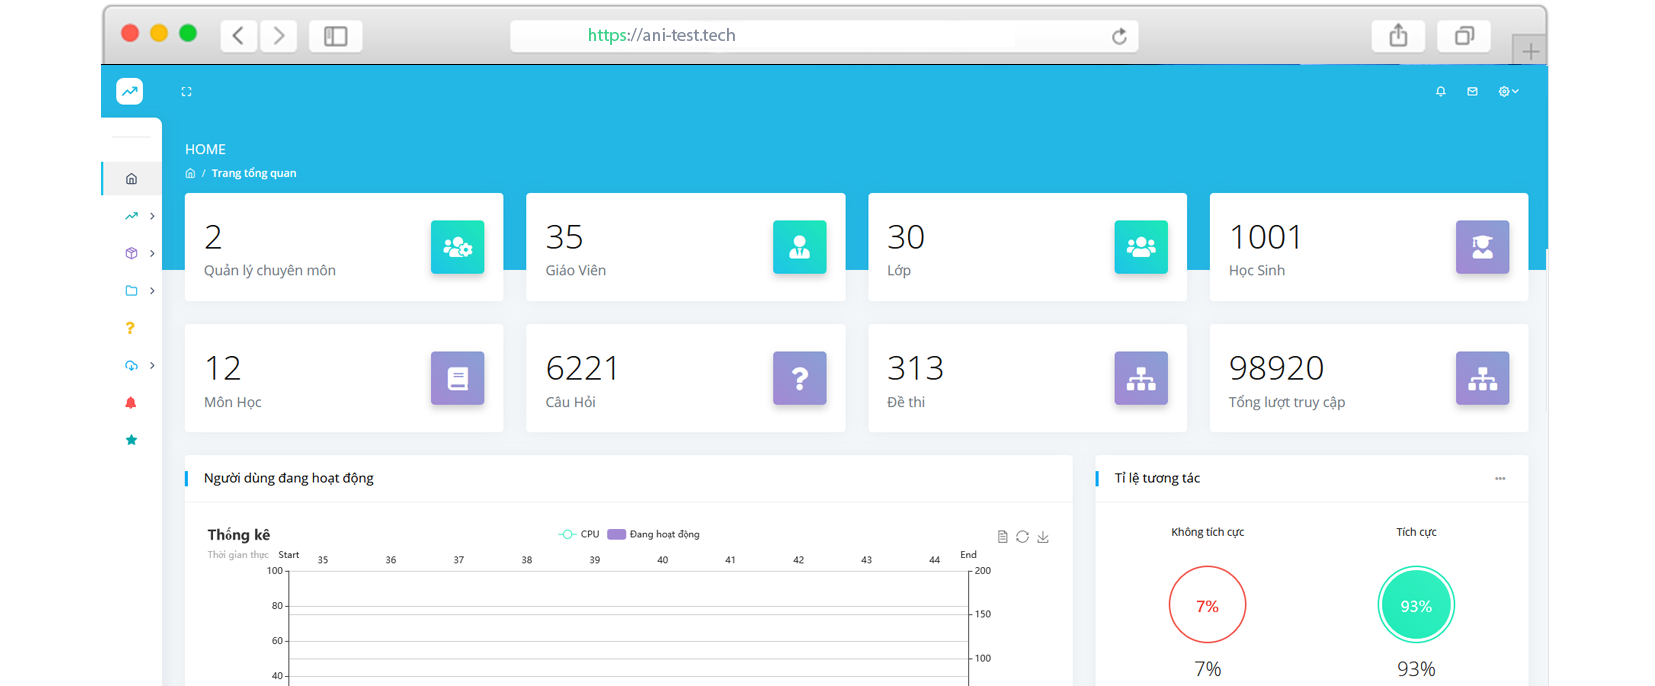 https://ani-test.tech
HOME
/ Trang tổng quan
2
Quản lý chuyên môn
35
Giáo Viên
30
Lớp
1001
Học Sinh
12
Môn Học
6221
Câu Hỏi
313
Đề thi
98920
Tổng lượt truy cập
Người dùng đang hoạt động
Tỉ lệ tương tác
Thống kê
Thời gian thực
CPU
Đang hoạt động
Start
35 36 37 38 39 40 41 42 43 44
End
100
80
60
40
200
150
100
Không tích cực
Tích cực
7%
93%
7%
93%